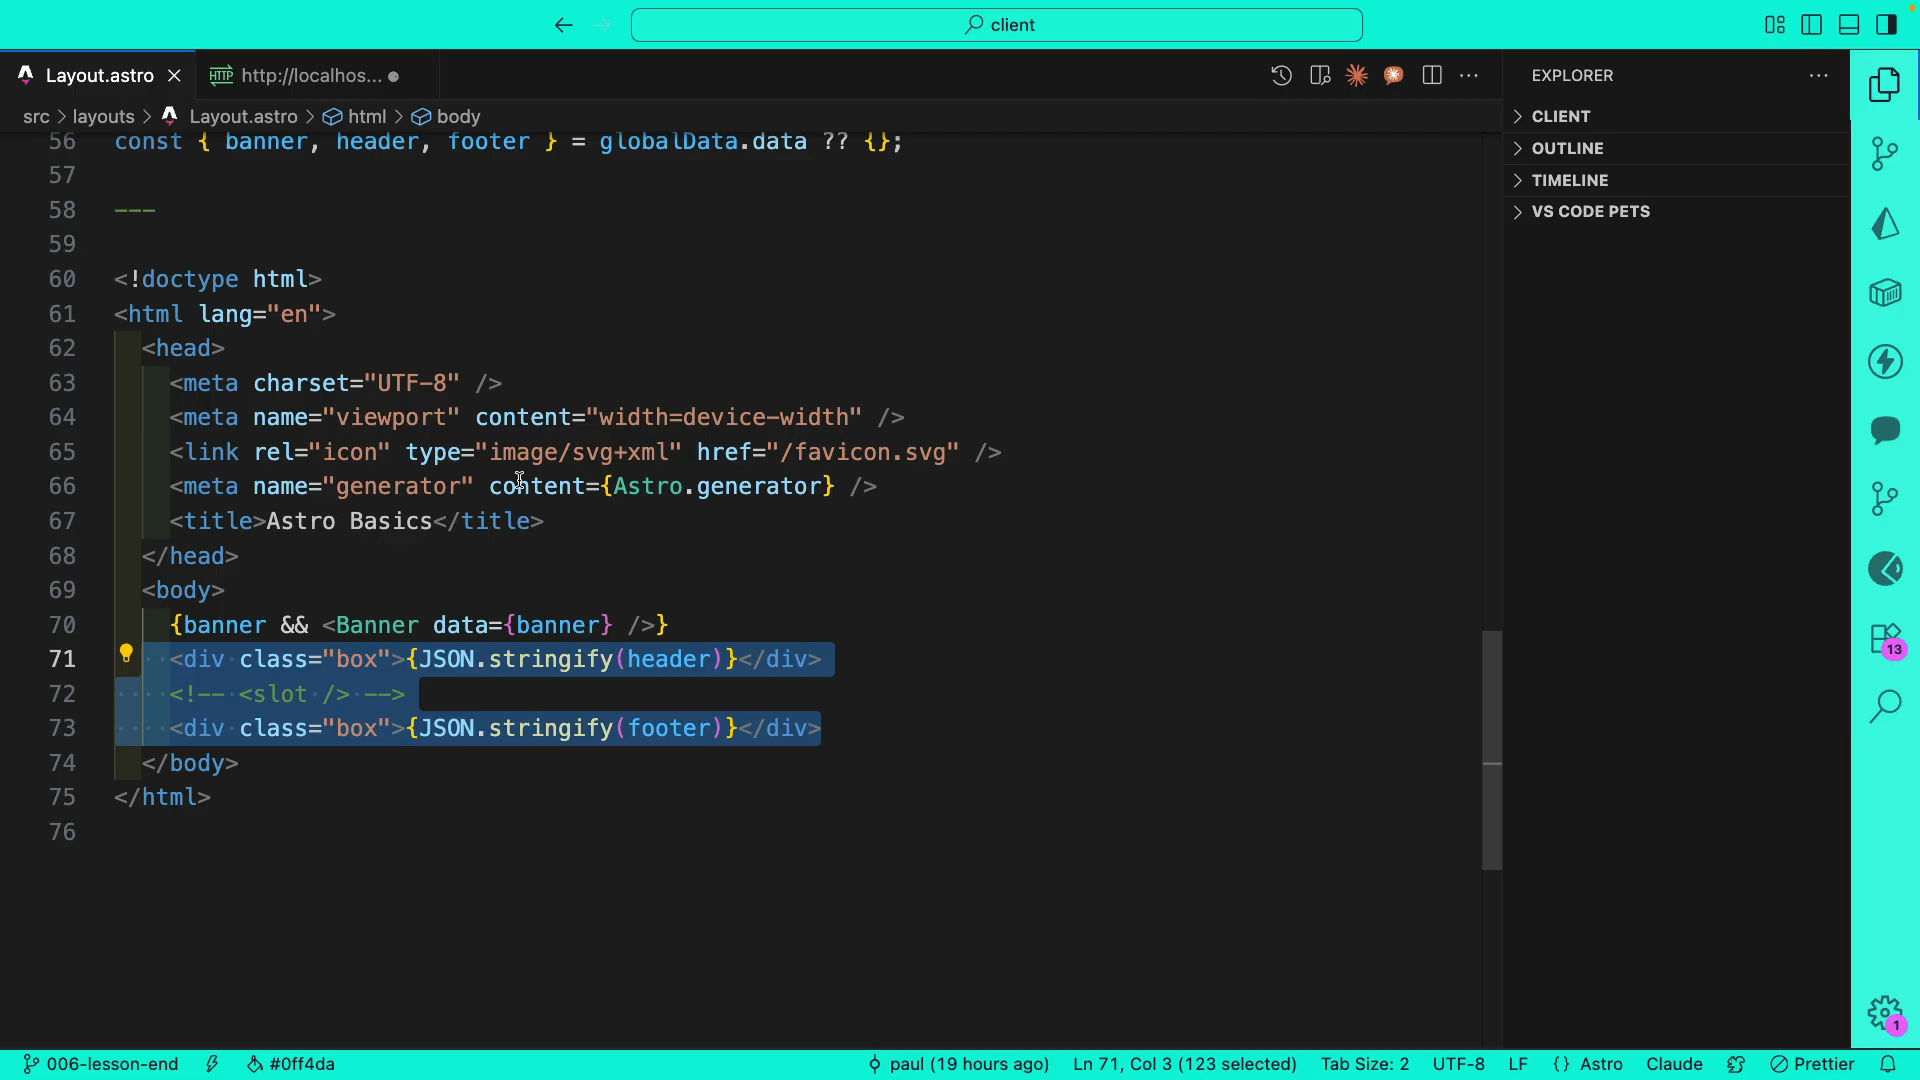 client
Layout.astro
HTTP http://localhos...
EXPLORER
src > layouts > Layout.astro > html > body
CLIENT
OUTLINE
TIMELINE
VS CODE PETS
56 const { banner, header, footer } = globalData.data ?? {};
57
58 ---
59
60 <!doctype html>
61 <html lang="en">
62 <head>
63 <meta charset="UTF-8" />
64 <meta name="viewport" content="width=device-width" />
65 <link rel="icon" type="image/svg+xml" href="/favicon.svg" />
66 <meta name="generator" content={Astro.generator} />
67 <title>Astro Basics</title>
68 </head>
69 <body>
70 {banner && <Banner data={banner} />}
71 <div class="box">{JSON.stringify(header)}</div>
72 <!-- <slot /> -->
73 <div class="box">{JSON.stringify(footer)}</div>
74 </body>
75 </html>
76
13
1
006-lesson-end #0ff4da paul (19 hours ago) Ln 71, Col 3 (123 selected) Tab Size: 2 UTF-8 LF {} Astro Claude Prettier